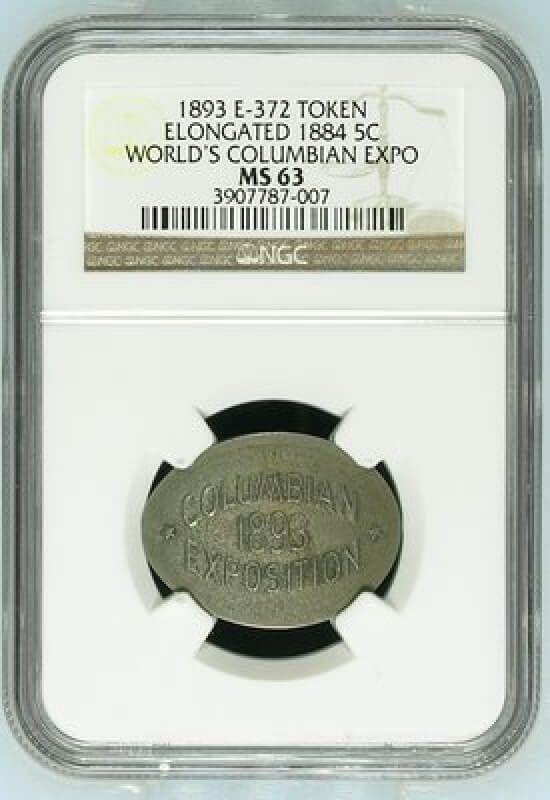 1893 E-372 TOKEN
ELONGATED 1884 5C
WORLD'S COLUMBIAN EXPO
MS 63
3907787-007
NGC
COLUMBIAN
1893
EXPOSITION